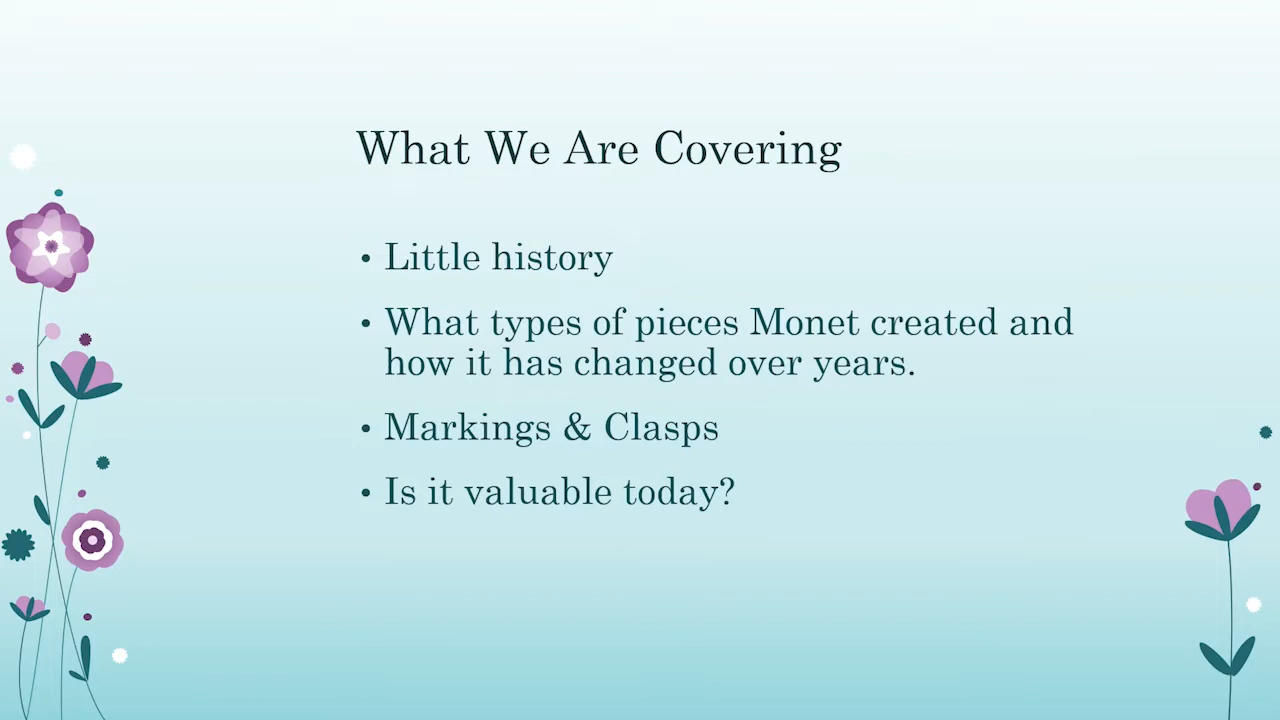 What We Are Covering
• Little history
• What types of pieces Monet created and
how it has changed over years.
• Markings & Clasps
• Is it valuable today?